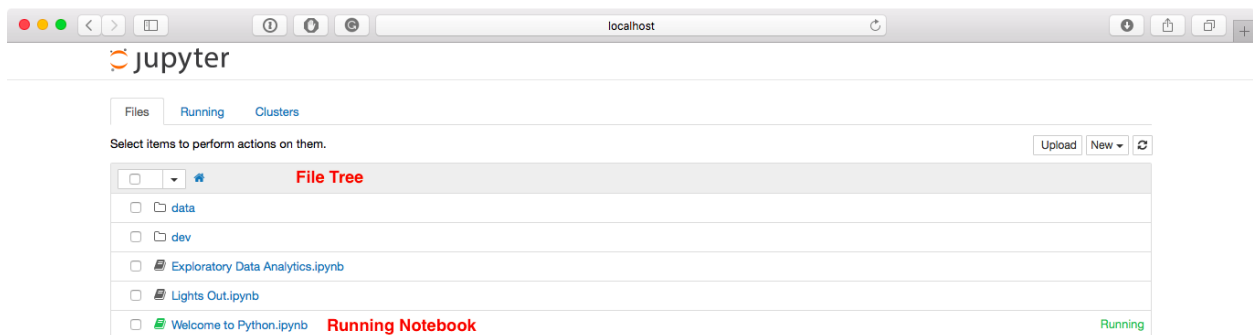 localhost
jupyter
Files Running Clusters
Select items to perform actions on them.
Upload New
File Tree
data
dev
Exploratory Data Analytics.ipynb
Lights Out.ipynb
Welcome to Python.ipynb Running Notebook Running